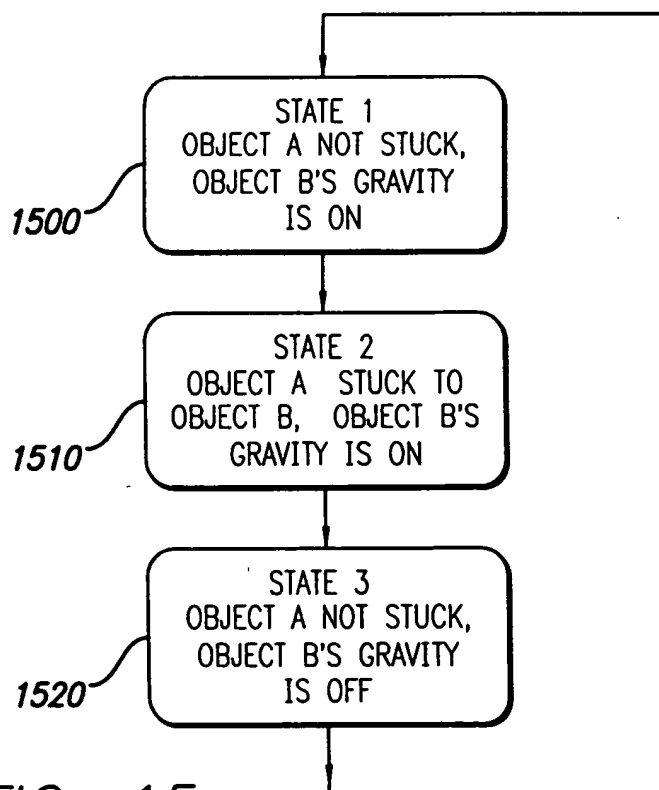 STATE 1
OBJECT A NOT STUCK,
OBJECT B'S GRAVITY
IS ON
1500
STATE 2
OBJECT A STUCK TO
OBJECT B, OBJECT B'S
GRAVITY IS ON
1510
STATE 3
OBJECT A NOT STUCK,
OBJECT B'S GRAVITY
IS OFF
1520